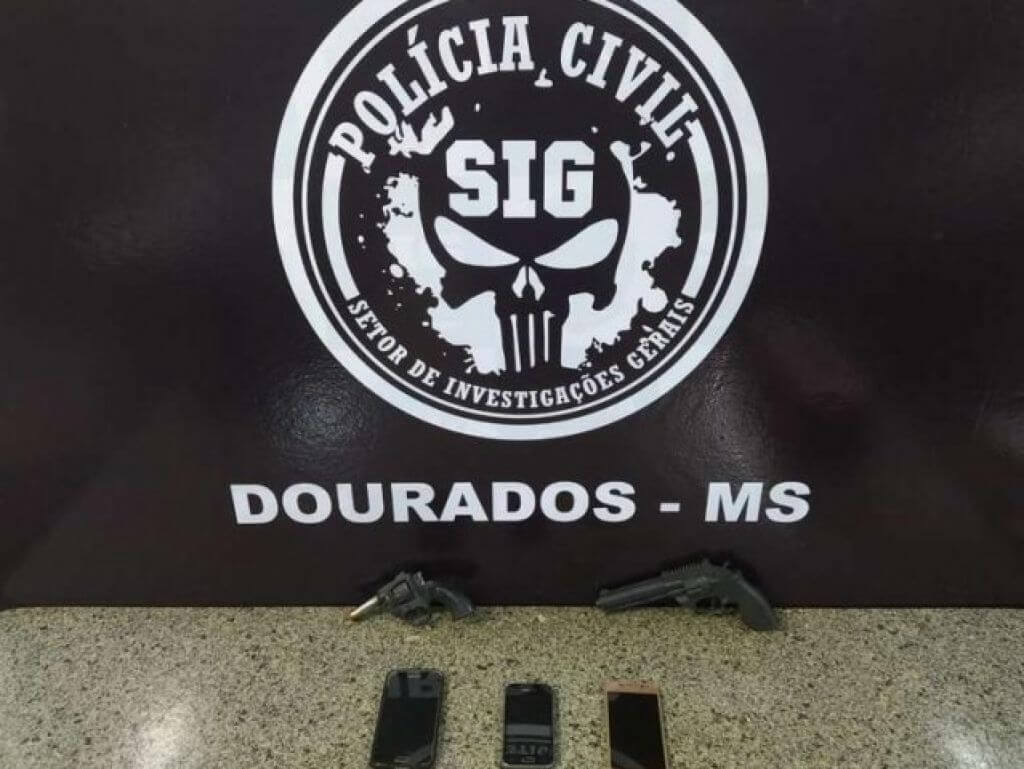 POLÍCIA CIVIL
SIG
SETOR DE INVESTIGAÇÕES GERAIS
DOURADOS - MS